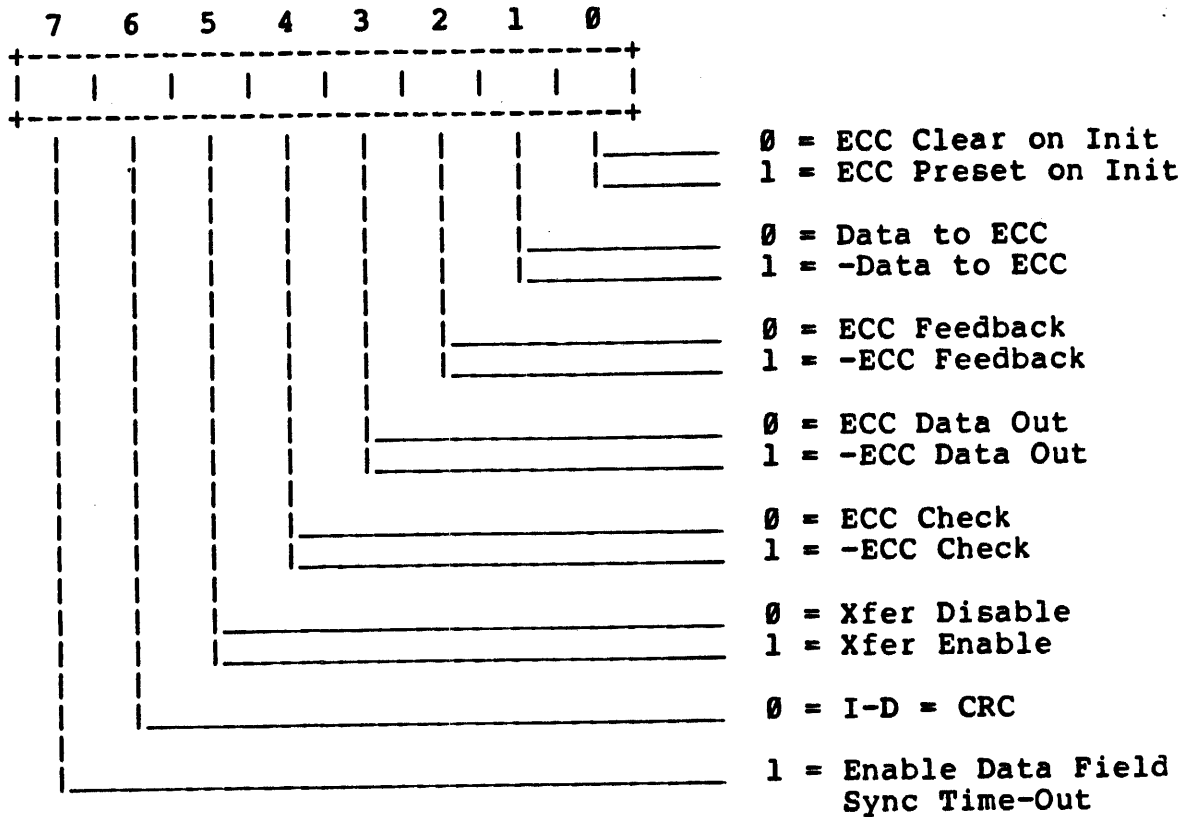 7 6 5 4 3 2 1 0
0 = ECC Clear on Init
1 = ECC Preset on Init
0 = Data to ECC
1 = -Data to ECC
0 = ECC Feedback
1 = -ECC Feedback
0 = ECC Data Out
1 = -ECC Data Out
0 = ECC Check
1 = -ECC Check
0 = Xfer Disable
1 = Xfer Enable
0 = I-D = CRC
1 = Enable Data Field
Sync Time-Out